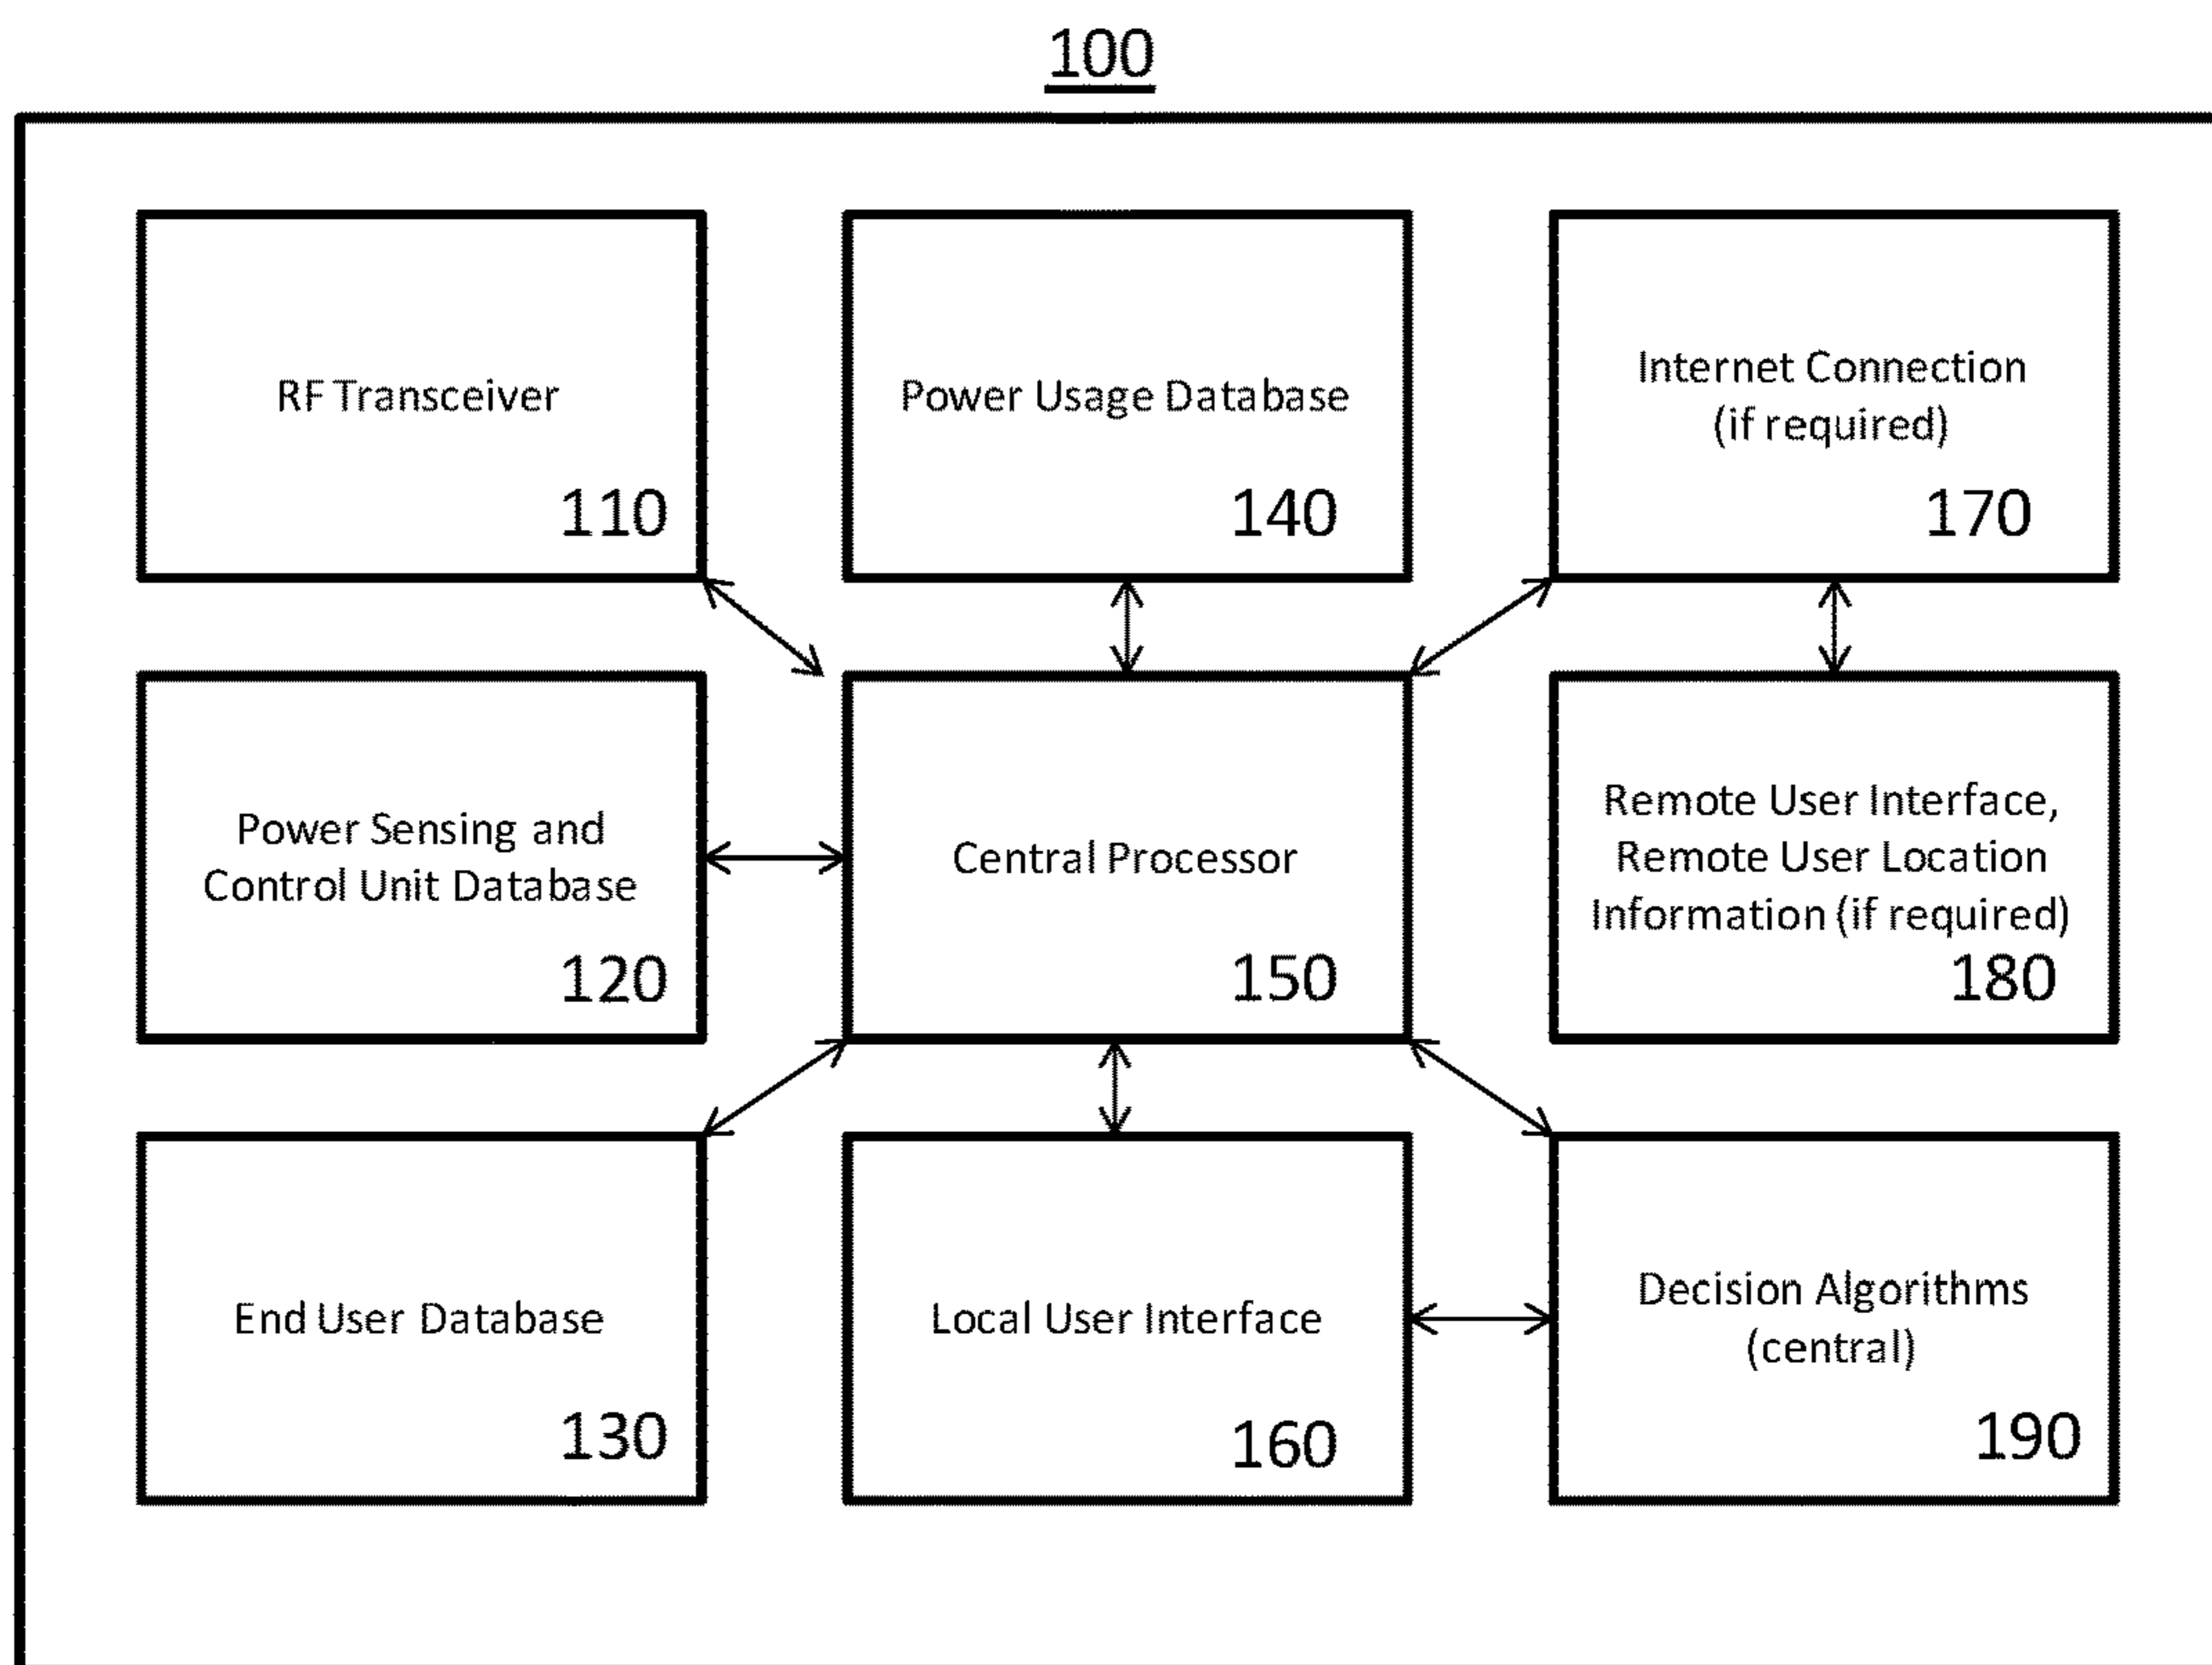 100
RF Transceiver
110
Power Usage Database
140
Internet Connection
(if required)
170
Power Sensing and
Control Unit Database
120
Central Processor
150
Remote User Interface,
Remote User Location
Information (if required)
180
End User Database
130
Local User Interface
160
Decision Algorithms
(central)
190